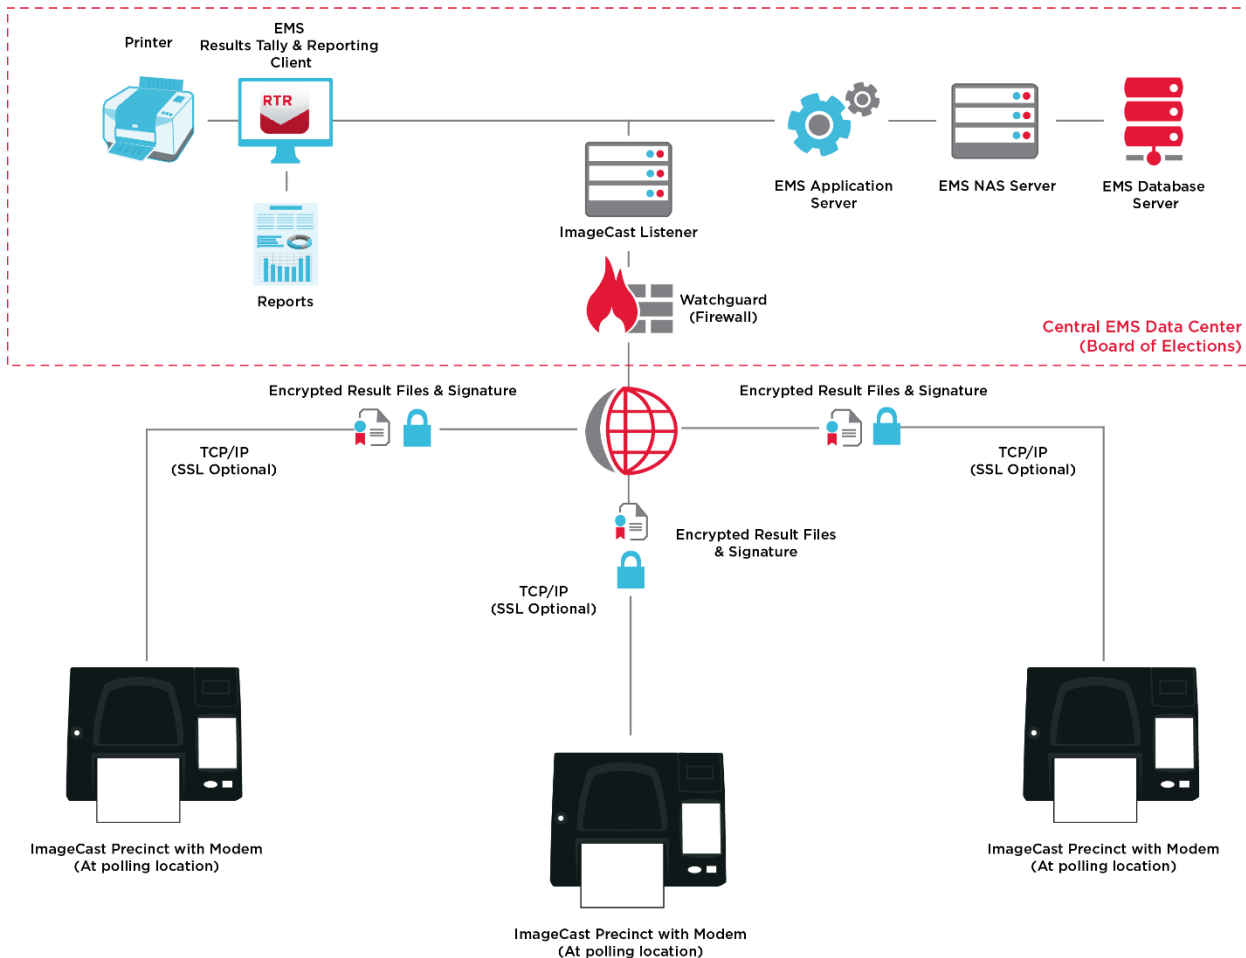 Printer
EMS
Results Tally & Reporting
Client
RTR
Reports
ImageCast Listener
EMS Application
Server
EMS NAS Server
EMS Database
Server
Watchguard
(Firewall)
Central EMS Data Center
(Board of Elections)
Encrypted Result Files & Signature
Encrypted Result Files & Signature
TCP/IP
(SSL Optional)
TCP/IP
(SSL Optional)
Encrypted Result Files
& Signature
TCP/IP
(SSL Optional)
ImageCast Precinct with Modem
(At polling location)
ImageCast Precinct with Modem
(At polling location)
ImageCast Precinct with Modem
(At polling location)